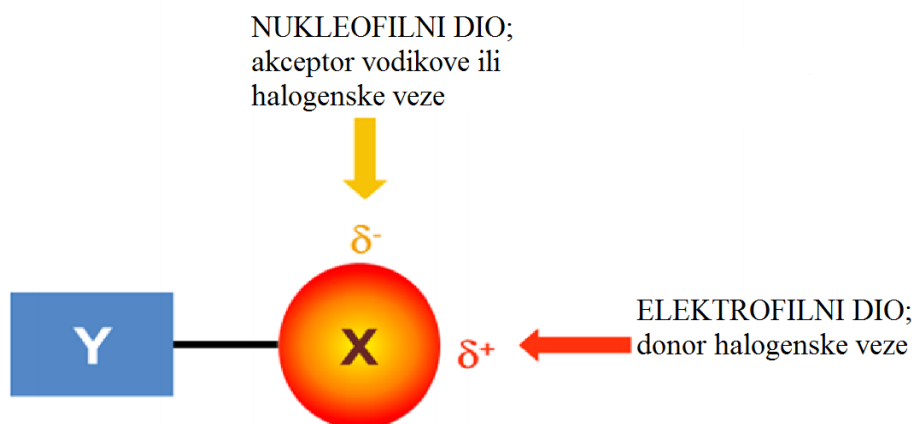 NUKLEOFILNI DIO;
akceptor vodikove ili
halogenske veze
δ-
Y
X
δ+
ELEKTROFILNI DIO;
donor halogenske veze